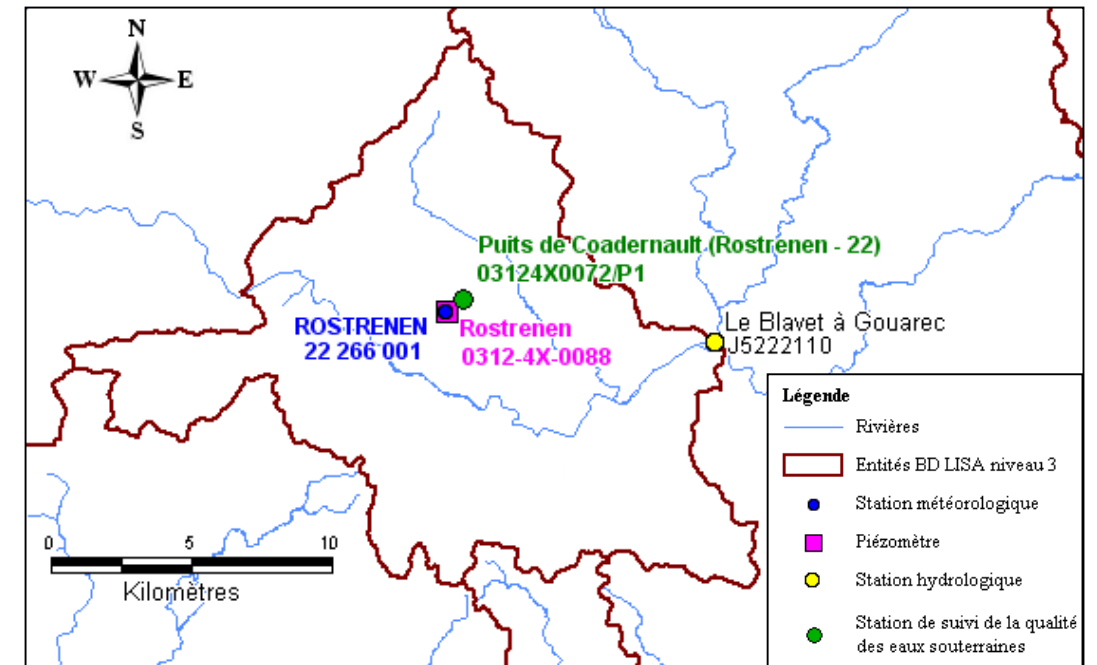 N
W E
S
Puits de Coadernault (Rostrenen - 22)
03124X0072/P1
ROSTRENEN
22 266 001
Rostrenen
0312-4X-0088
Le Blavet à Gouarec
J5222110
Légende
Rivières
Entités BD LISA niveau 3
Station météorologique
Piézomètre
Station hydrologique
Station de suivi de la qualité
des eaux souterraines
0 5 10
Kilomètres